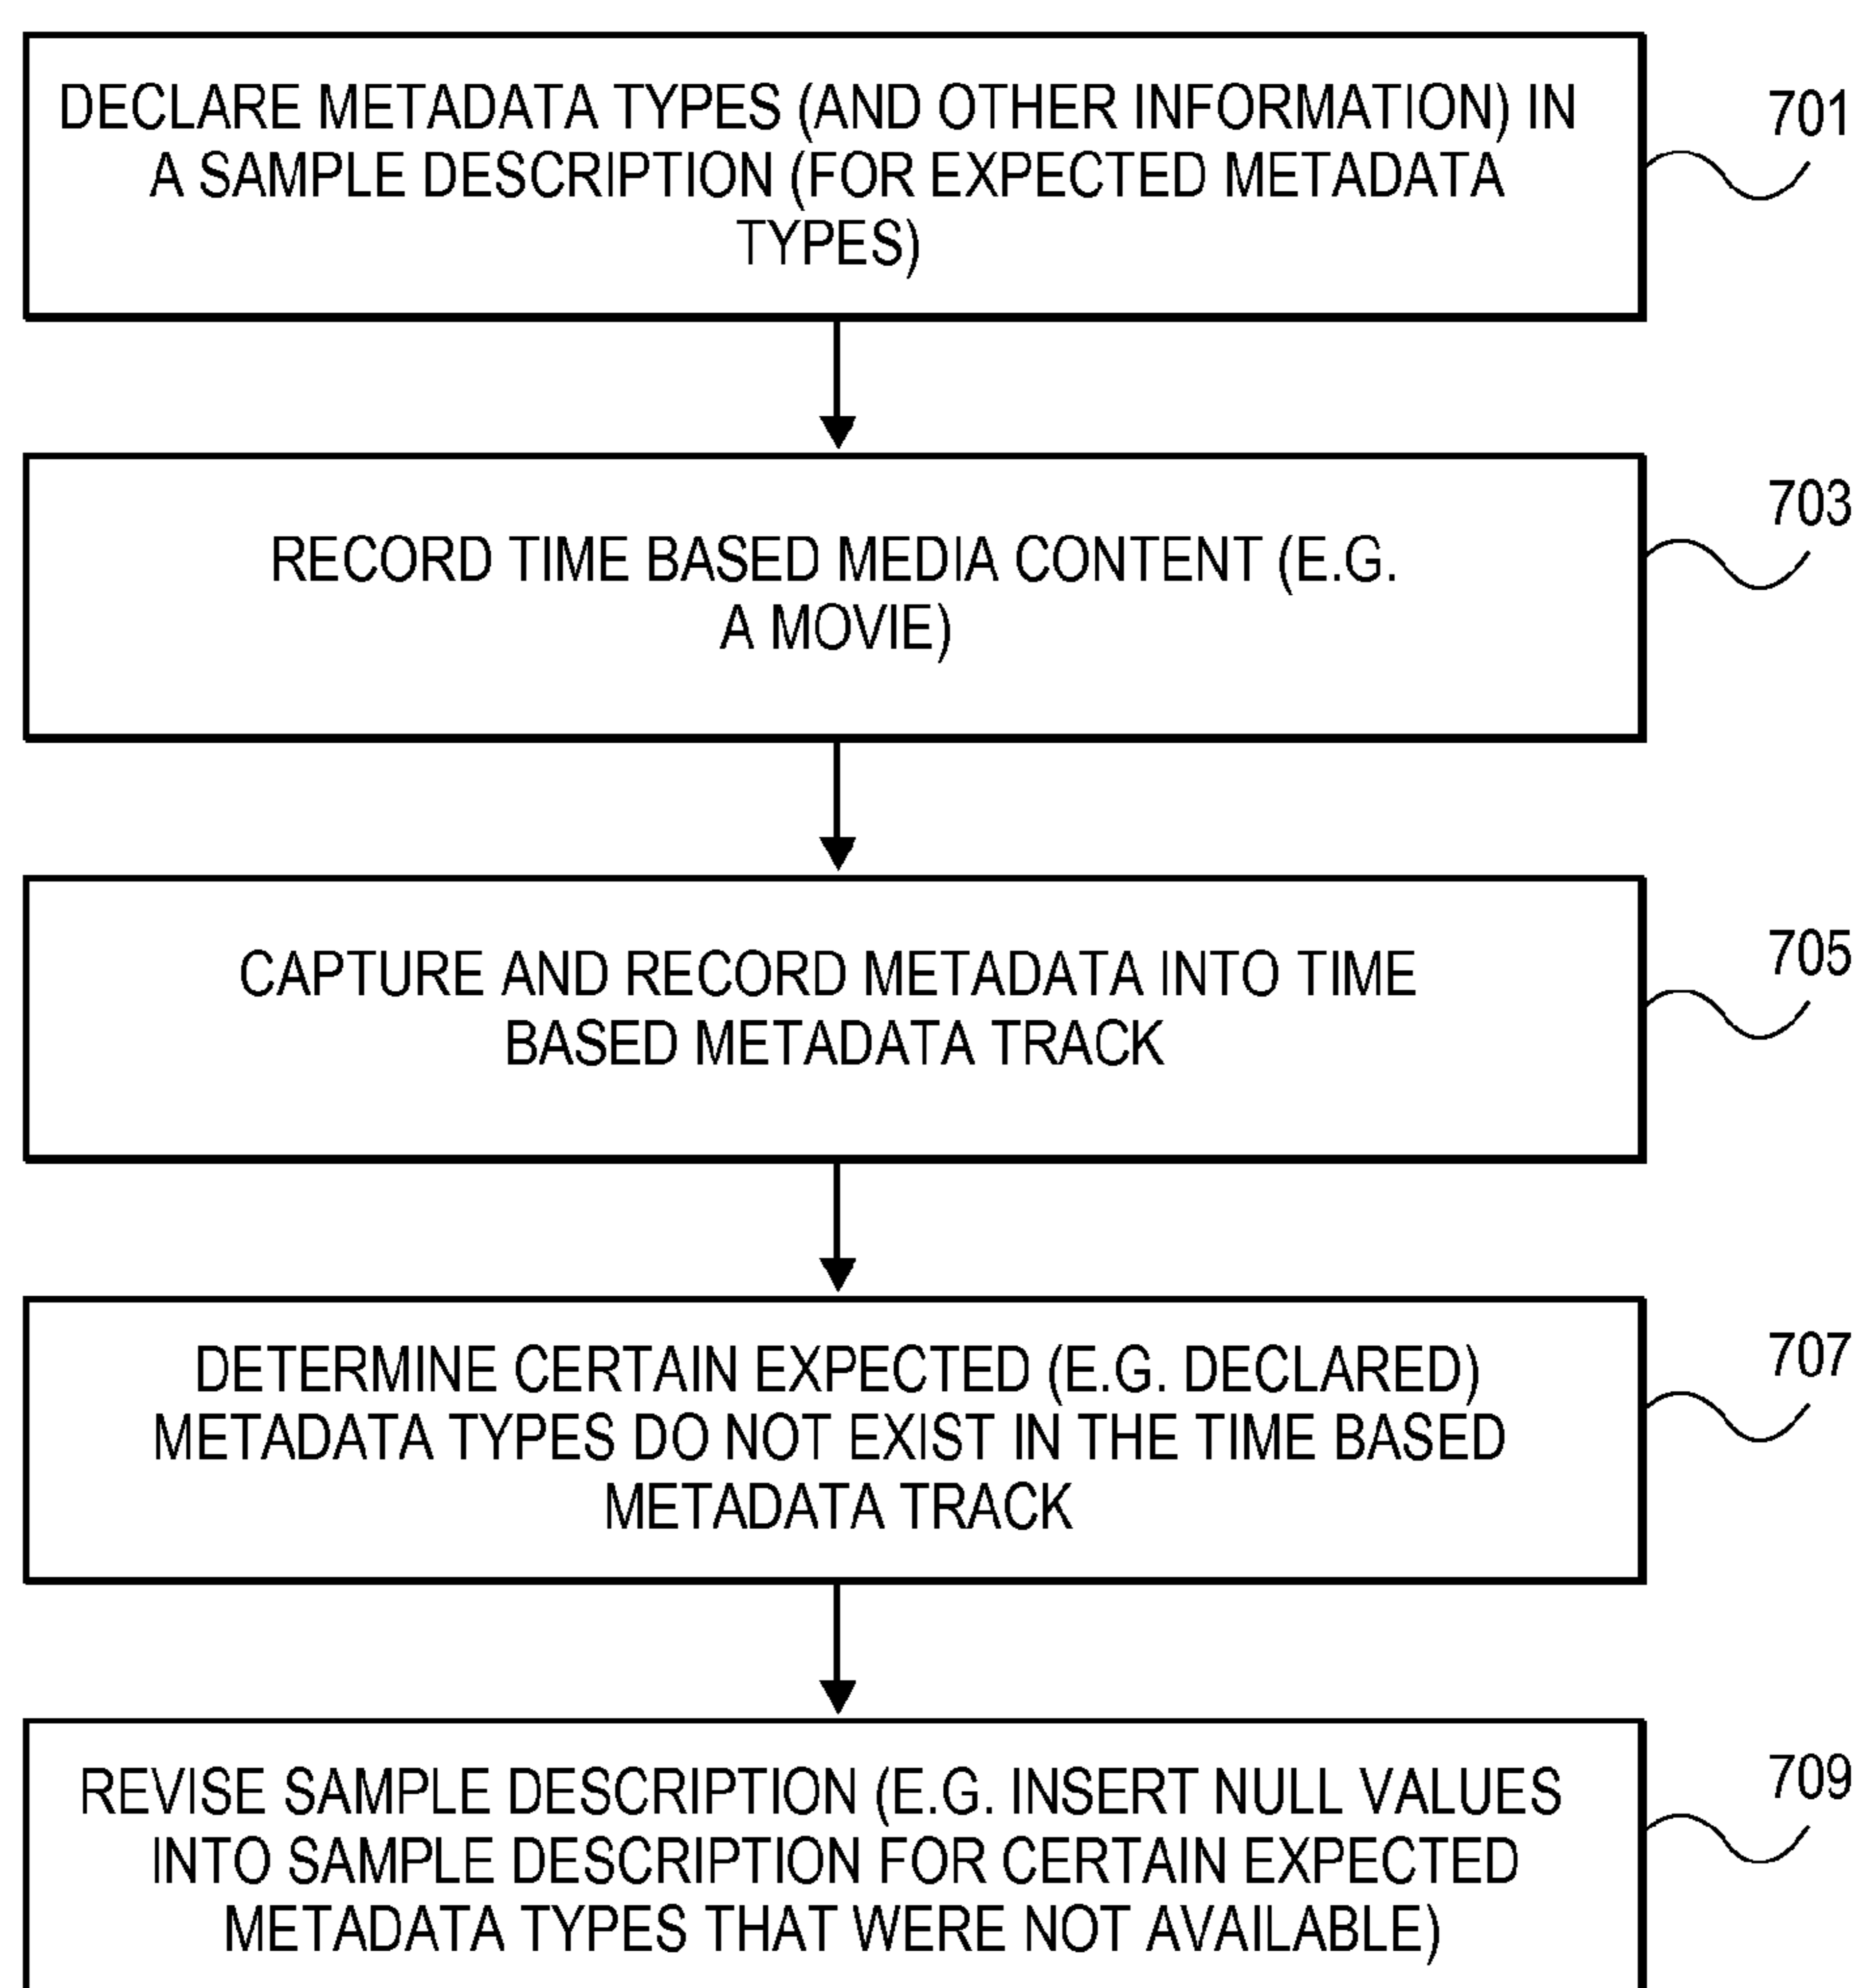 DECLARE METADATA TYPES (AND OTHER INFORMATION) IN
A SAMPLE DESCRIPTION (FOR EXPECTED METADATA
TYPES)
701
RECORD TIME BASED MEDIA CONTENT (E.G.
A MOVIE)
703
CAPTURE AND RECORD METADATA INTO TIME
BASED METADATA TRACK
705
DETERMINE CERTAIN EXPECTED (E.G. DECLARED)
METADATA TYPES DO NOT EXIST IN THE TIME BASED
METADATA TRACK
707
REVISE SAMPLE DESCRIPTION (E.G. INSERT NULL VALUES
INTO SAMPLE DESCRIPTION FOR CERTAIN EXPECTED
METADATA TYPES THAT WERE NOT AVAILABLE)
709